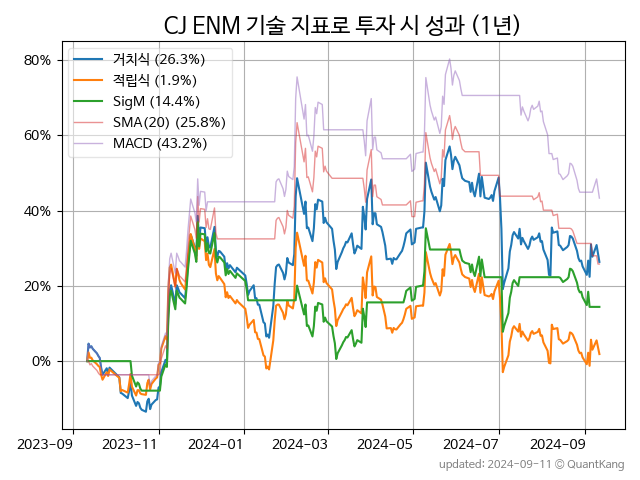 CJ ENM 기술 지표로 투자 시 성과 (1년)
80%
60%
40%
20%
0%
거치식 (26.3%)
적립식 (1.9%)
SigM (14.4%)
SMA(20) (25.8%)
MACD (43.2%)
2023-09 2023-11 2024-01 2024-03 2024-05 2024-07 2024-09
updated: 2024-09-11 ⓒ QuantKang